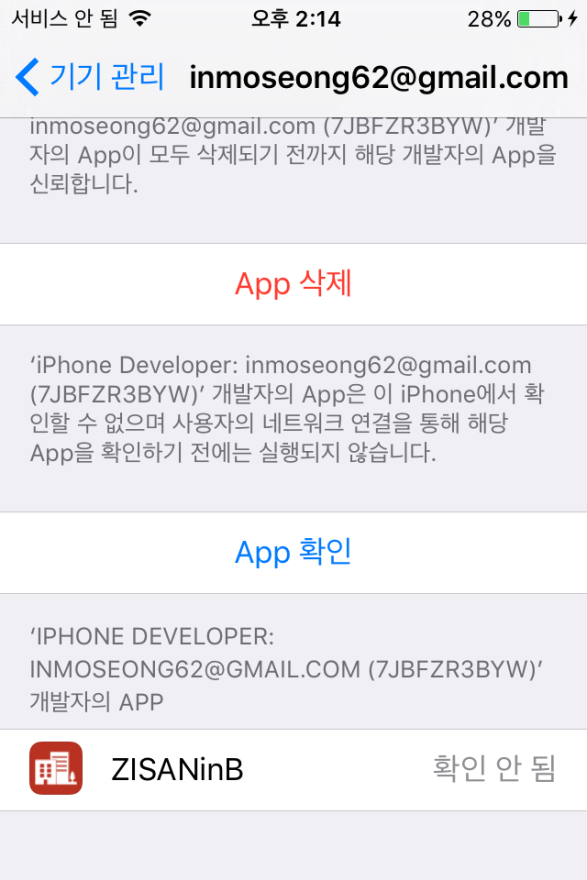 서비스 안 됨 오후 2:14 28%
기기 관리 inmoseong62@gmail.com
inmoseong62@gmail.com (7JBFZR3BYW)’ 개발
자의 App이 모두 삭제되기 전까지 해당 개발자의 App을
신뢰합니다.
App 삭제
‘iPhone Developer: inmoseong62@gmail.com
(7JBFZR3BYW)’ 개발자의 App은 이 iPhone에서 확
인할 수 없으며 사용자의 네트워크 연결을 통해 해당
App을 확인하기 전에는 실행되지 않습니다.
App 확인
‘IPHONE DEVELOPER:
INMOSEONG62@GMAIL.COM (7JBFZR3BYW)’
개발자의 APP
ZISANinB 확인 안 됨